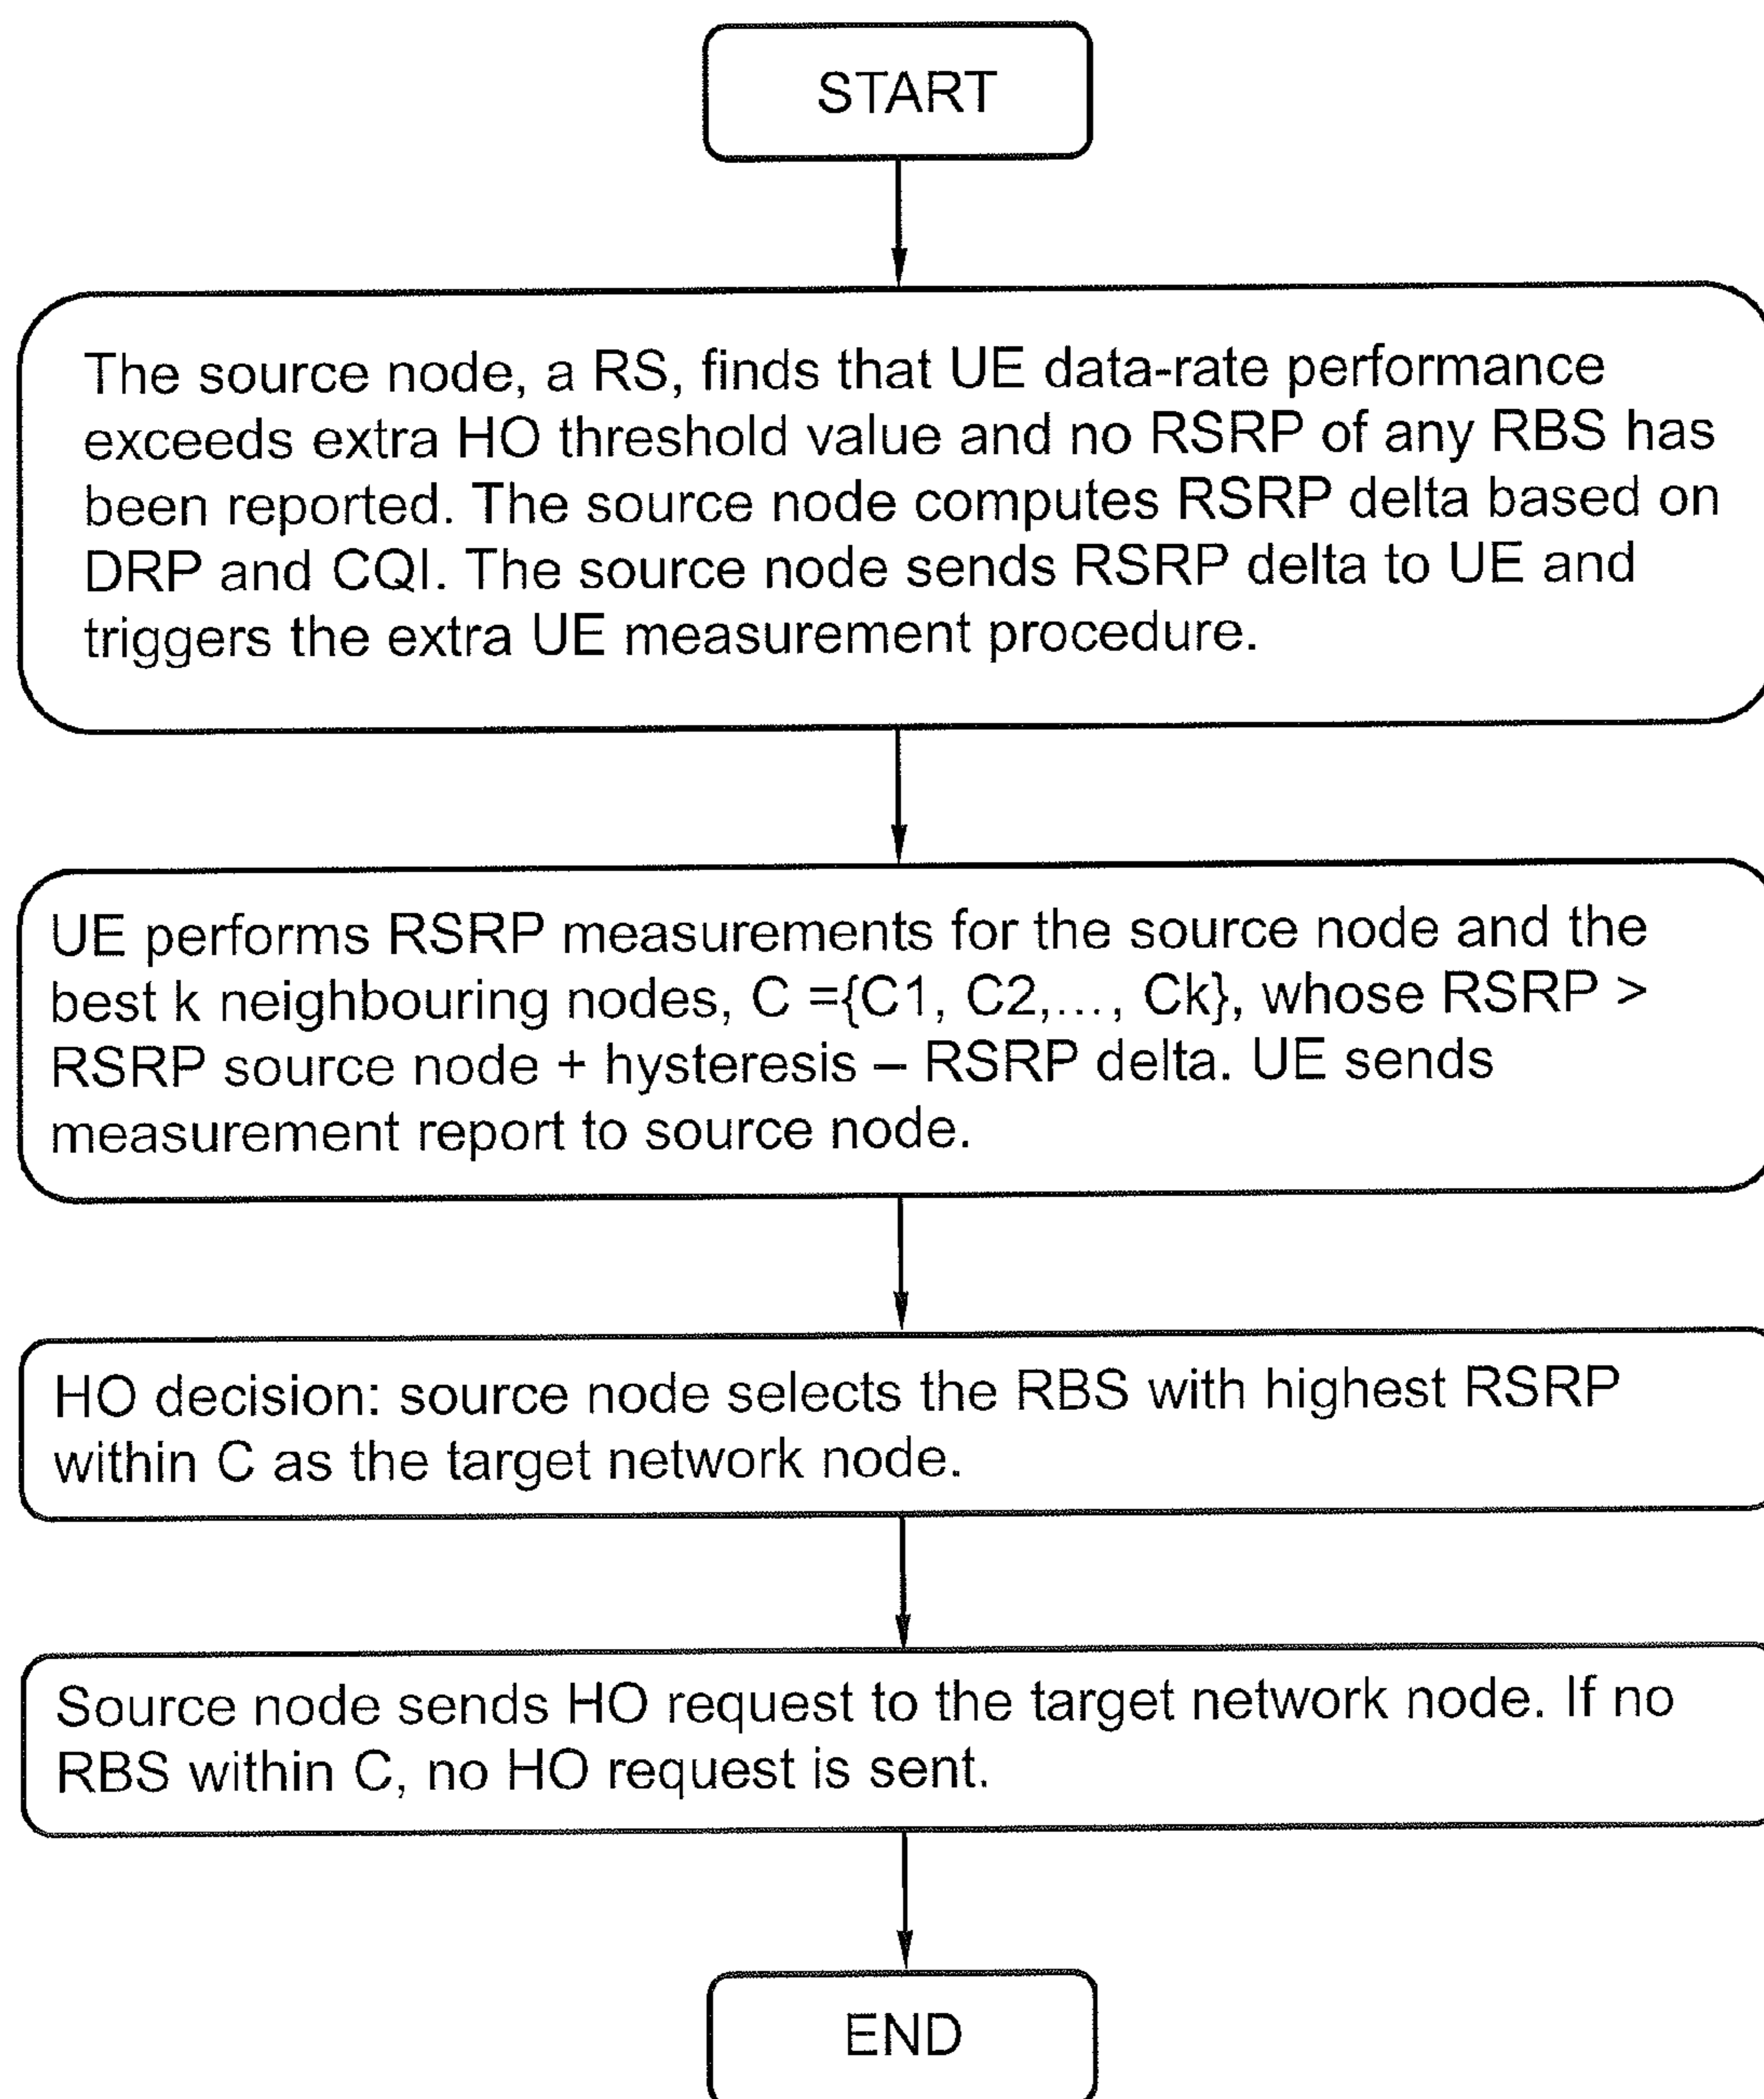 START
The source node, a RS, finds that UE data-rate performance
exceeds extra HO threshold value and no RSRP of any RBS has
been reported. The source node computes RSRP delta based on
DRP and CQI. The source node sends RSRP delta to UE and
triggers the extra UE measurement procedure.
UE performs RSRP measurements for the source node and the
best k neighbouring nodes, C ={C1, C2,..., Ck}, whose RSRP >
RSRP source node + hysteresis – RSRP delta. UE sends
measurement report to source node.
HO decision: source node selects the RBS with highest RSRP
within C as the target network node.
Source node sends HO request to the target network node. If no
RBS within C, no HO request is sent.
END